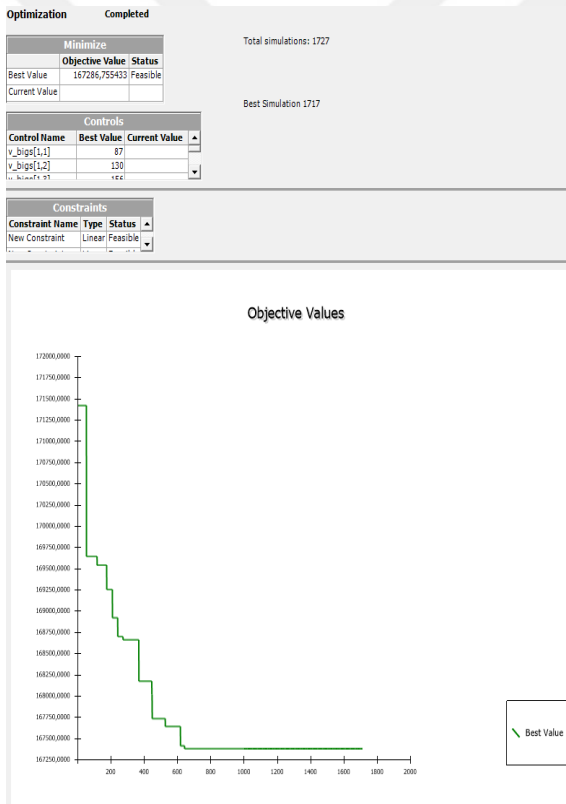 Optimization Completed
Minimize
Objective Value Status
Best Value 167286,755433 Feasible
Current Value
Total simulations: 1727
Best Simulation 1717
Controls
Control Name Best Value Current Value
v_bigs[1,1] 87
v_bigs[1,2] 130
Constraints
Constraint Name Type Status
New Constraint Linear Feasible
Objective Values
172000,0000
171750,0000
171500,0000
171250,0000
171000,0000
170750,0000
170500,0000
170250,0000
170000,0000
169750,0000
169500,0000
169250,0000
169000,0000
168750,0000
168500,0000
168250,0000
168000,0000
167750,0000
167500,0000
167250,0000
200 400 600 800 1000 1200 1400 1600 1800 2000
Best Value